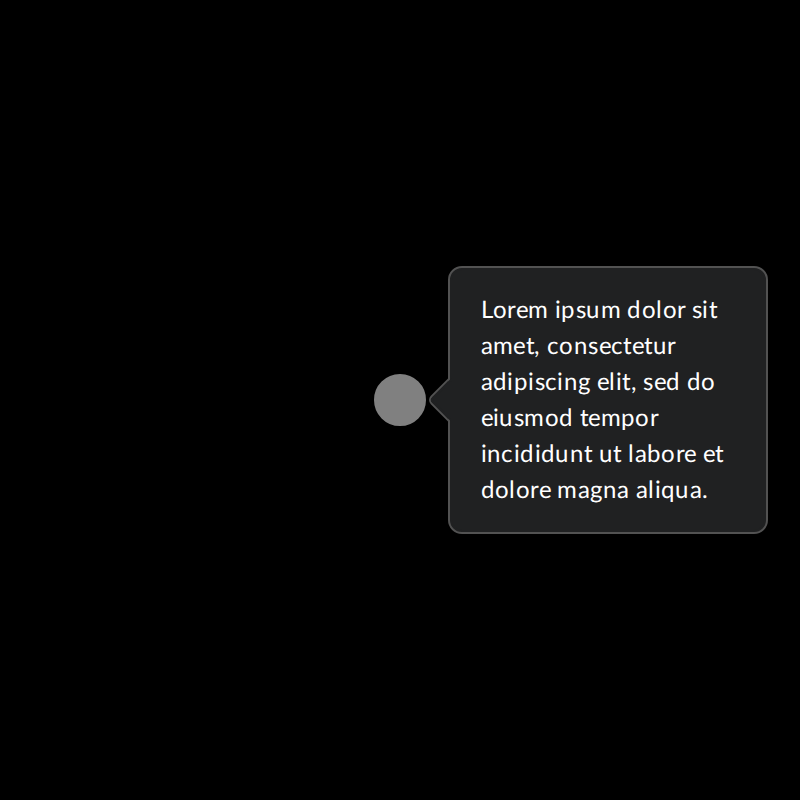 Lorem ipsum dolor sit
amet, consectetur
adipiscing elit, sed do
eiusmod tempor
incididunt ut labore et
dolore magna aliqua.